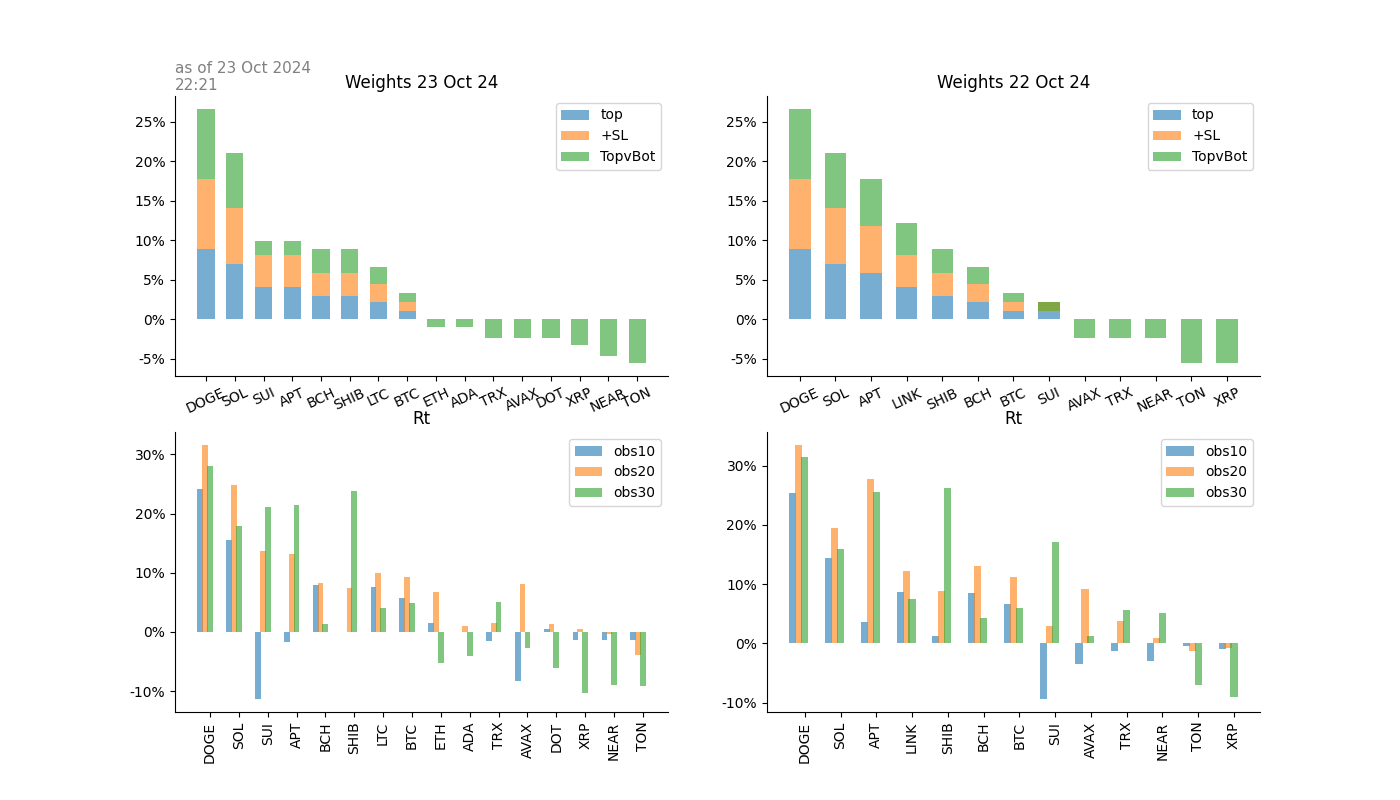 as of 23 Oct 2024
22:21
Weights 23 Oct 24
25%
20%
15%
10%
5%
0%
-5%
top
+SL
TopvBot
DOGE SOL SUI APT BCH SHIB LTC BTC ETH ADA TRX AVAX DOT XRP NEAR TON
Weights 22 Oct 24
25%
20%
15%
10%
5%
0%
-5%
top
+SL
TopvBot
DOGE SOL APT LINK SHIB BCH BTC SUI AVAX TRX NEAR TON XRP
Rt
30%
20%
10%
0%
-10%
obs10
obs20
obs30
DOGE SOL SUI APT BCH SHIB LTC BTC ETH ADA TRX AVAX DOT XRP NEAR TON
Rt
30%
20%
10%
0%
-10%
obs10
obs20
obs30
DOGE SOL APT LINK SHIB BCH BTC SUI AVAX TRX NEAR TON XRP